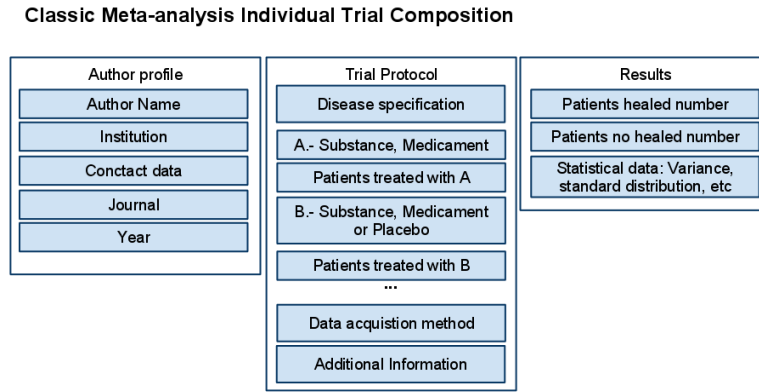 Classic Meta-analysis Individual Trial Composition
Author profile
Author Name
Institution
Conctact data
Journal
Year
Trial Protocol
Disease specification
A.- Substance, Medicament
Patients treated with A
B.- Substance, Medicament
or Placebo
Patients treated with B
...
Data acquistion method
Additional Information
Results
Patients healed number
Patients no healed number
Statistical data: Variance,
standard distribution, etc